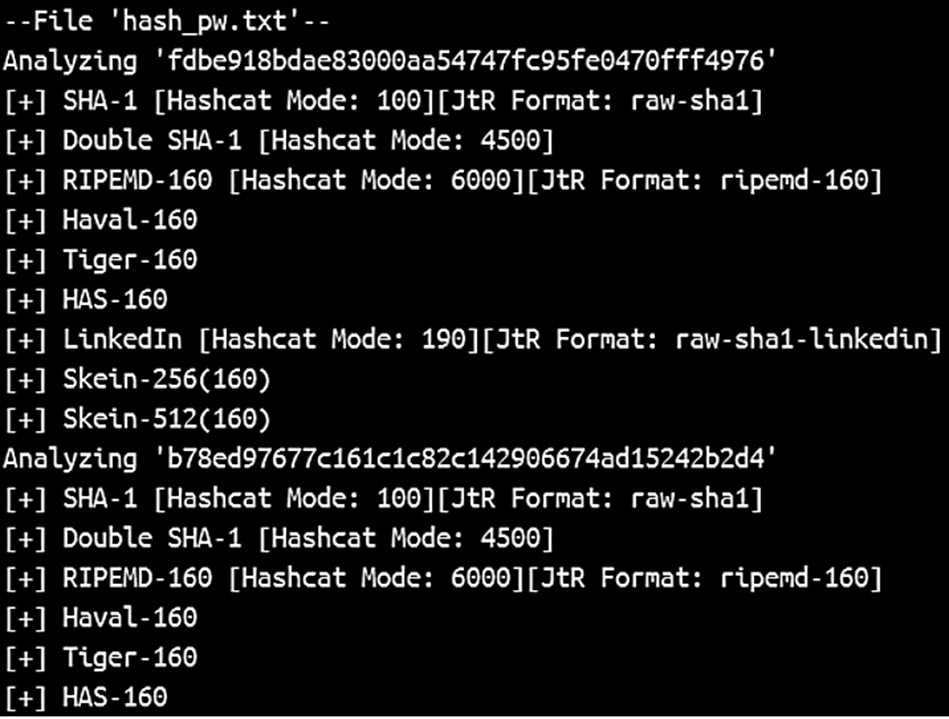 --File 'hash_pw.txt'--
Analyzing 'fdbe918bdae83000aa54747fc95fe0470fff4976'
[+] SHA-1 [Hashcat Mode: 100][JtR Format: raw-sha1]
[+] Double SHA-1 [Hashcat Mode: 4500]
[+] RIPEMD-160 [Hashcat Mode: 6000][JtR Format: ripemd-160]
[+] Haval-160
[+] Tiger-160
[+] HAS-160
[+] LinkedIn [Hashcat Mode: 190][JtR Format: raw-sha1-linkedin]
[+] Skein-256(160)
[+] Skein-512(160)
Analyzing 'b78ed97677c161c1c82c142906674ad15242b2d4'
[+] SHA-1 [Hashcat Mode: 100][JtR Format: raw-sha1]
[+] Double SHA-1 [Hashcat Mode: 4500]
[+] RIPEMD-160 [Hashcat Mode: 6000][JtR Format: ripemd-160]
[+] Haval-160
[+] Tiger-160
[+] HAS-160